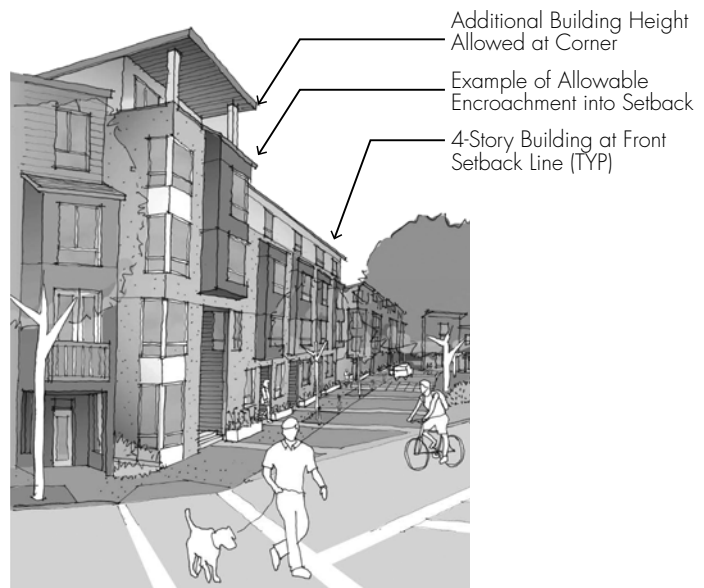 Additional Building Height
Allowed at Corner
Example of Allowable
Encroachment into Setback
4-Story Building at Front
Setback Line (TYP)